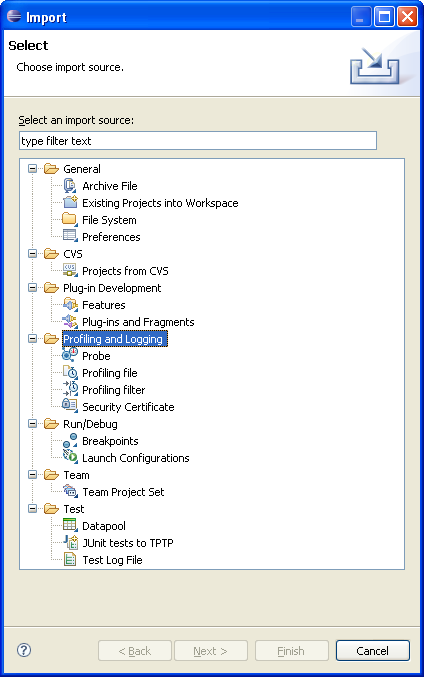 Import
Select
Choose import source.
Select an import source:
type filter text
General
Archive File
Existing Projects into Workspace
File System
Preferences
CVS
Projects from CVS
Plug-in Development
Features
Plug-ins and Fragments
Profiling and Logging
Probe
Profiling file
Profiling filter
Security Certificate
Run/Debug
Breakpoints
Launch Configurations
Team
Team Project Set
Test
Datapool
JUnit tests to TPTP
Test Log File
? < Back Next > Finish Cancel